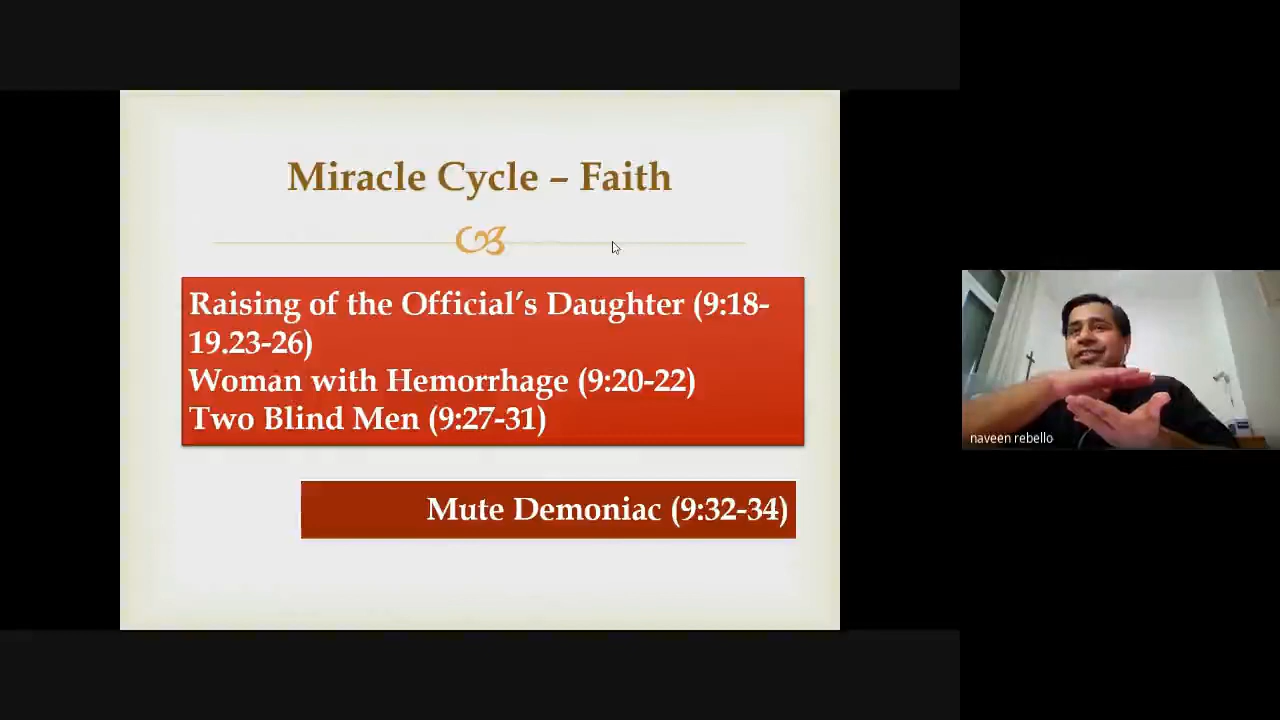 Miracle Cycle – Faith
Raising of the Official’s Daughter (9:18-
19.23-26)
Woman with Hemorrhage (9:20-22)
Two Blind Men (9:27-31)
Mute Demoniac (9:32-34)
naveen rebello